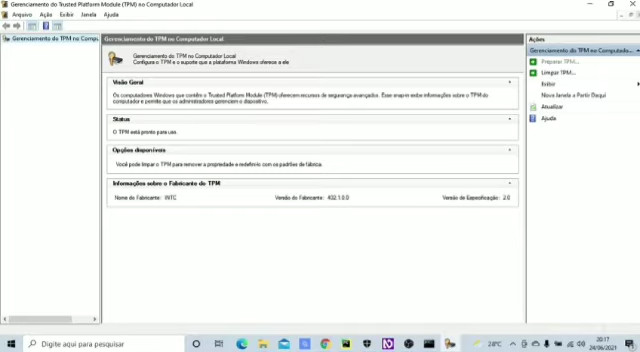 Gerenciamento do Trusted Platform Module (TPM) no Computador Local
Arquivo Ação Exibir Janela Ajuda
Gerenciamento do TPM no Compu
Gerenciamento do TPM no Computador Local
Gerenciamento do TPM no Computador Local
Configura o TPM e o suporte que a plataforma Windows oferece a ele
Visão Geral
Os computadores Windows que contêm o Trusted Platform Module (TPM) oferecem recursos de segurança avançados. Esse snap-in exibe informações sobre o TPM do
computador e permite que os administradores gerenciem o dispositivo.
Status
O TPM está pronto para uso.
Opções disponíveis
Você pode limpar o TPM para remover a propriedade e redefini-lo com os padrões de fábrica.
Informações sobre o Fabricante do TPM
Nome do Fabricante: INTC Versão do Fabricante: 402.1.0.0 Versão de Especificação: 2.0
Ações
Gerenciamento do TPM no Computado...
Preparar TPM...
Limpar TPM...
Exibir
Nova Janela a Partir Daqui
Atualizar
Ajuda
Digite aqui para pesquisar
28°C
20:17
24/06/2021